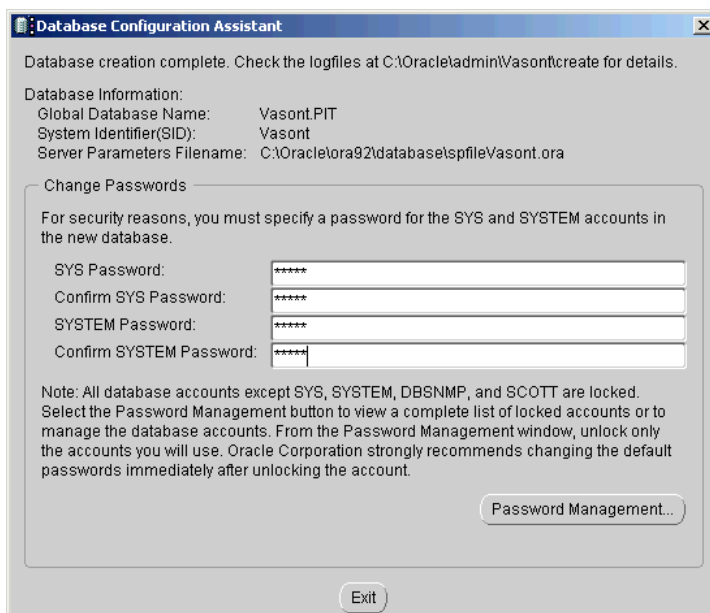 Database Configuration Assistant
Database creation complete. Check the logfiles at C:\Oracle\admin\Vasont\create for details.
Database Information:
Global Database Name: Vasont.PIT
System Identifier(SID): Vasont
Server Parameters Filename: C:\Oracle\ora92\database\spfileVasont.ora
Change Passwords
For security reasons, you must specify a password for the SYS and SYSTEM accounts in
the new database.
SYS Password: *****
Confirm SYS Password: *****
SYSTEM Password: *****
Confirm SYSTEM Password: *****
Note: All database accounts except SYS, SYSTEM, DBSNMP, and SCOTT are locked.
Select the Password Management button to view a complete list of locked accounts or to
manage the database accounts. From the Password Management window, unlock only
the accounts you will use. Oracle Corporation strongly recommends changing the default
passwords immediately after unlocking the account.
Password Management...
Exit